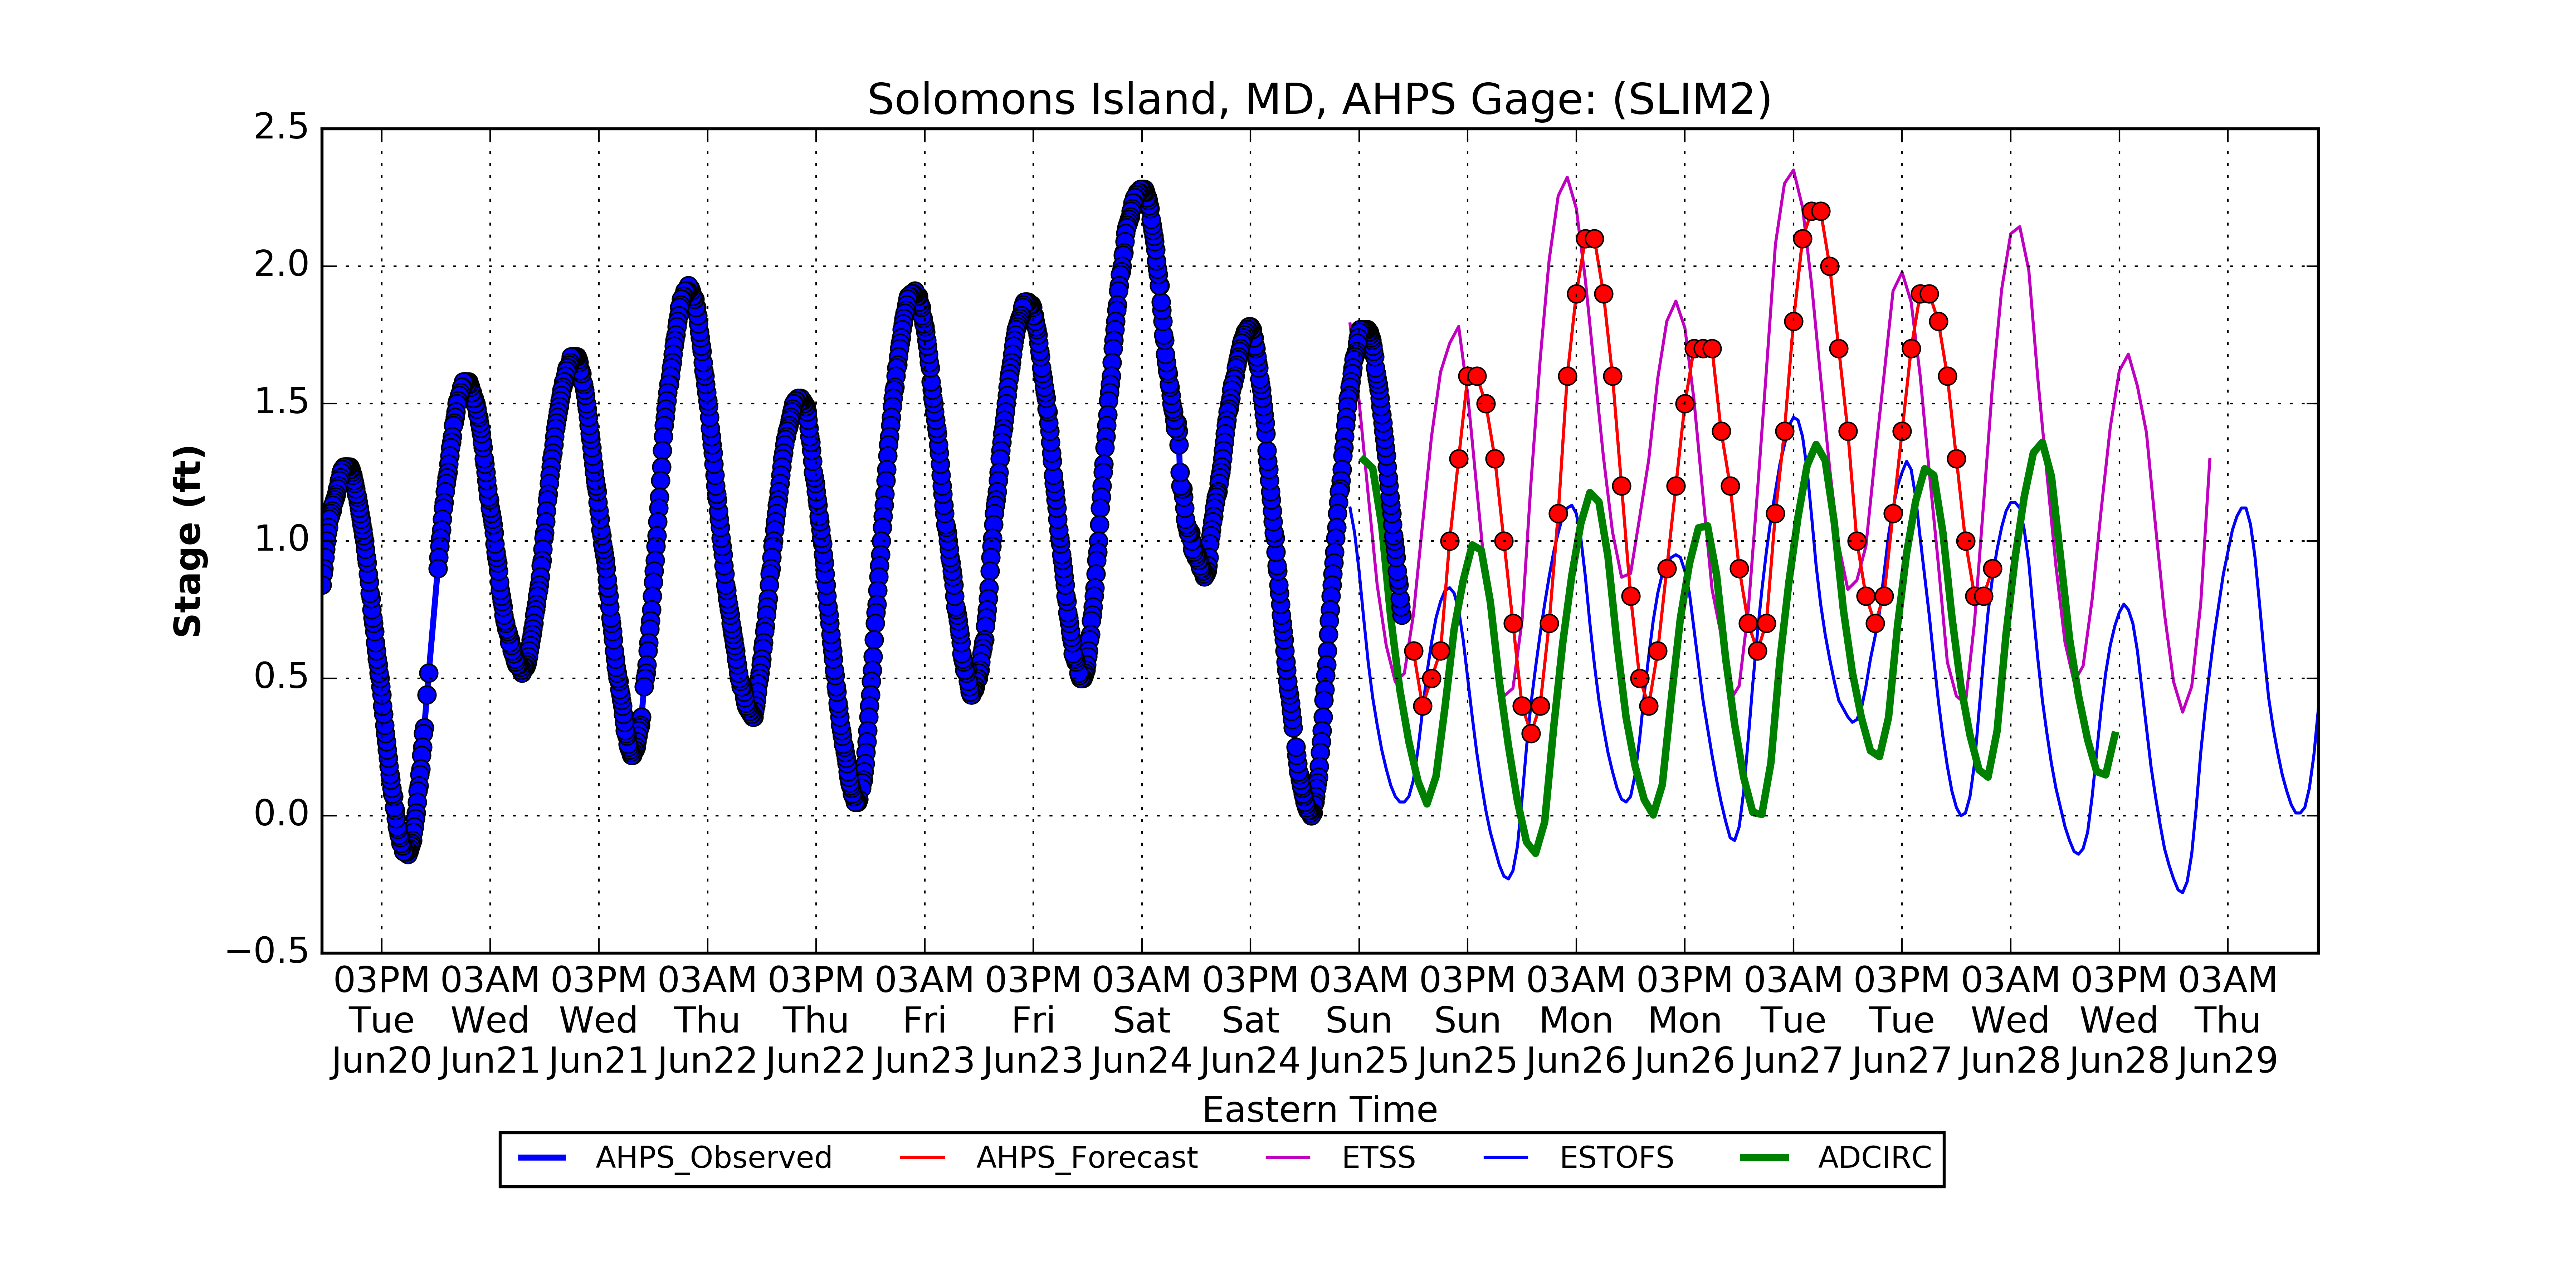 Solomons Island, MD, AHPS Gage: (SLIM2)
2.5
2.0
1.5
1.0
0.5
0.0
−0.5
Stage (ft)
03PM 03AM 03PM 03AM 03PM 03AM 03PM 03AM 03PM 03AM 03PM 03AM 03PM 03AM 03PM 03AM 03PM 03AM
Tue Wed Wed Thu Thu Fri Fri Sat Sat Sun Sun Mon Mon Tue Tue Wed Wed Thu
Jun20 Jun21 Jun21 Jun22 Jun22 Jun23 Jun23 Jun24 Jun24 Jun25 Jun25 Jun26 Jun26 Jun27 Jun27 Jun28 Jun28 Jun29
Eastern Time
AHPS_Observed AHPS_Forecast ETSS ESTOFS ADCIRC